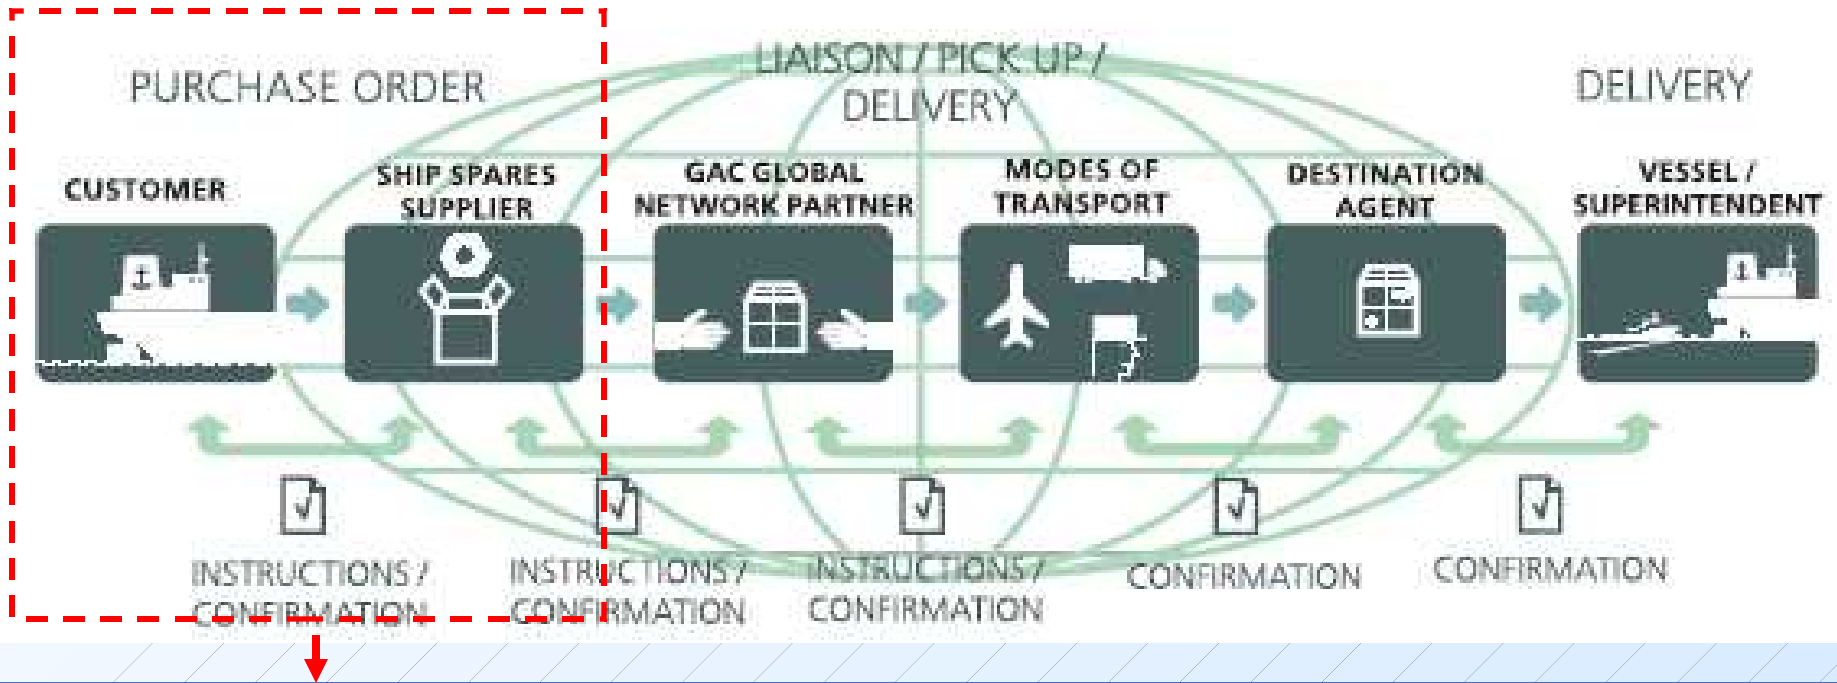 PURCHASE ORDER
LIAISON / PICK UP /
DELIVERY
DELIVERY
CUSTOMER
SHIP SPARES
SUPPLIER
GAC GLOBAL
NETWORK PARTNER
MODES OF
TRANSPORT
DESTINATION
AGENT
VESSEL /
SUPERINTENDENT
INSTRUCTIONS /
CONFIRMATION
INSTRUCTIONS /
CONFIRMATION
INSTRUCTIONS /
CONFIRMATION
CONFIRMATION
CONFIRMATION